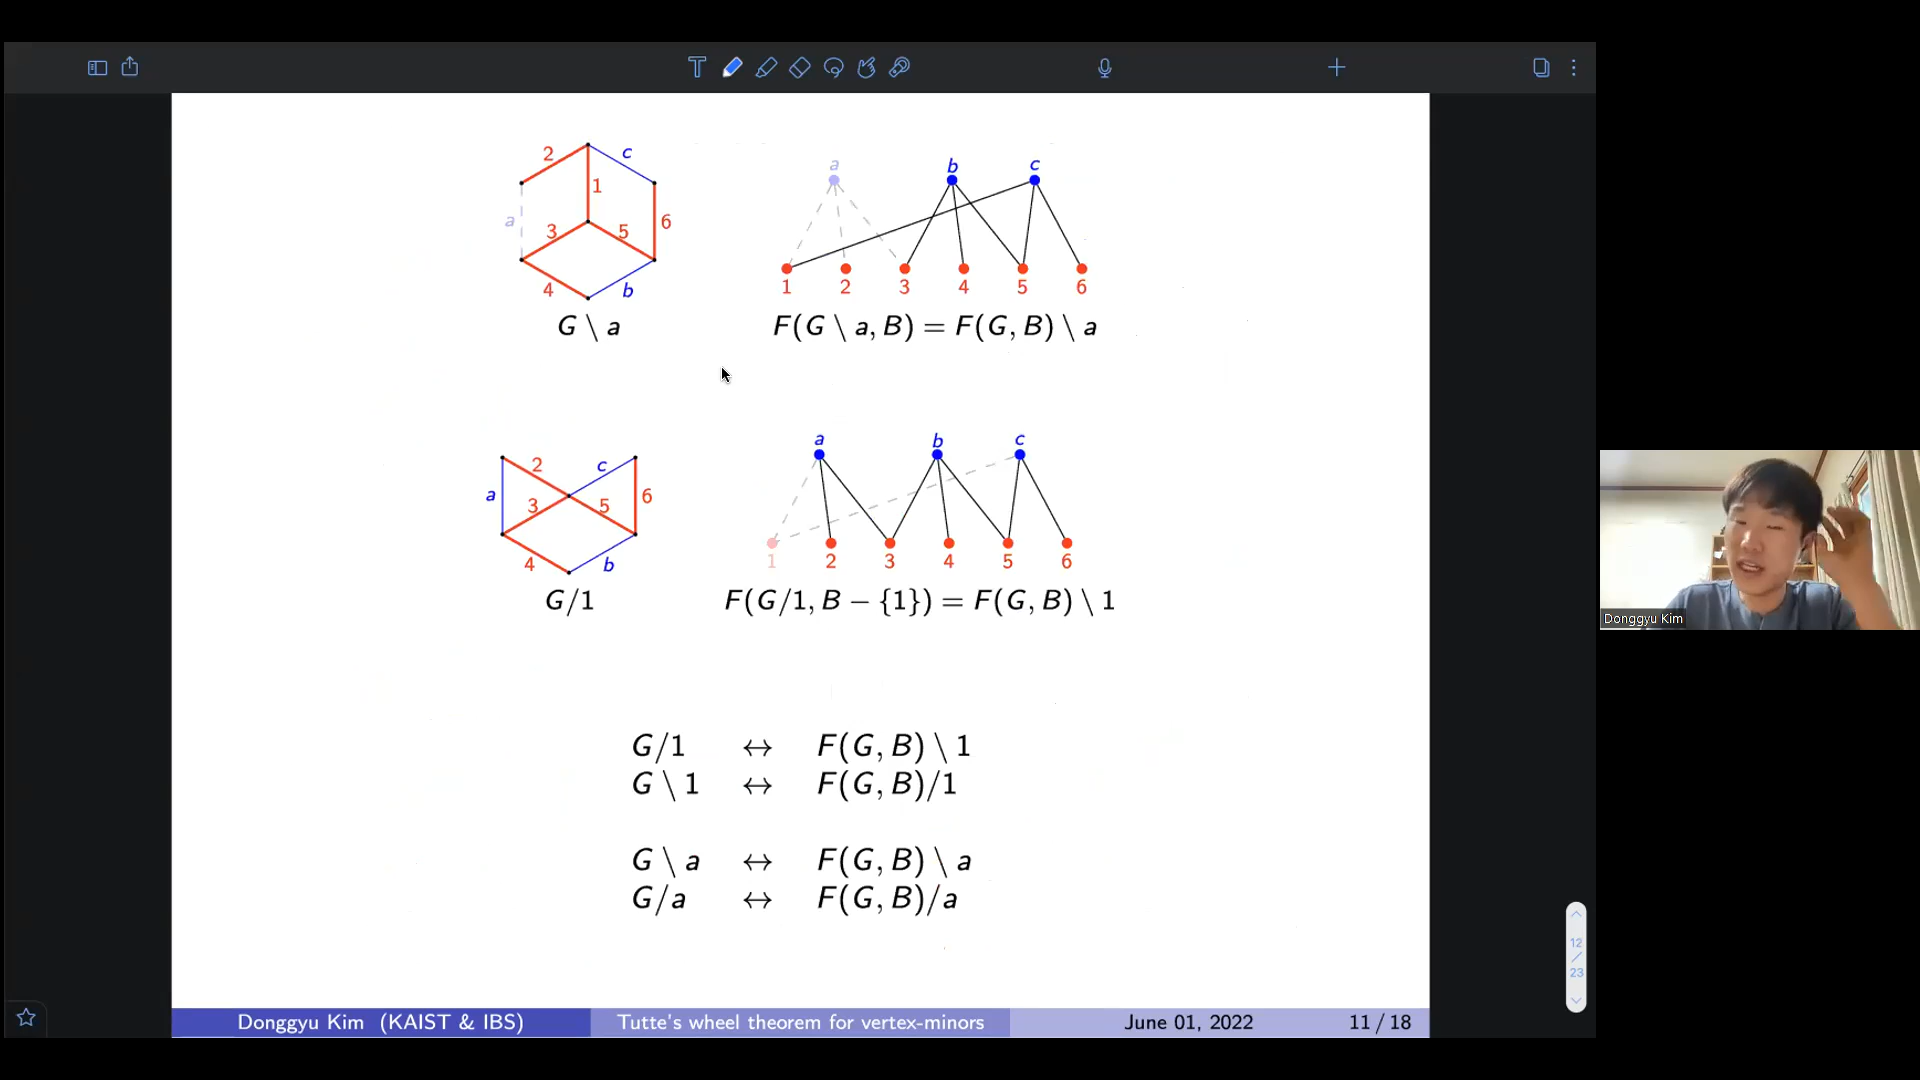 2
c
1
a
3
5
6
4
b
G \ a
a
b
c
1 2 3 4 5 6
F(G \ a, B) = F(G, B) \ a
2
c
a
3
5
6
4
b
G/1
a
b
c
1 2 3 4 5 6
F(G/1, B − {1}) = F(G, B) \ 1
G/1 ↔ F(G, B) \ 1
G \ 1 ↔ F(G, B)/1
G \ a ↔ F(G, B) \ a
G/a ↔ F(G, B)/a
Donggyu Kim (KAIST & IBS) Tutte's wheel theorem for vertex-minors June 01, 2022 11 / 18
12
/
23
Donggyu Kim